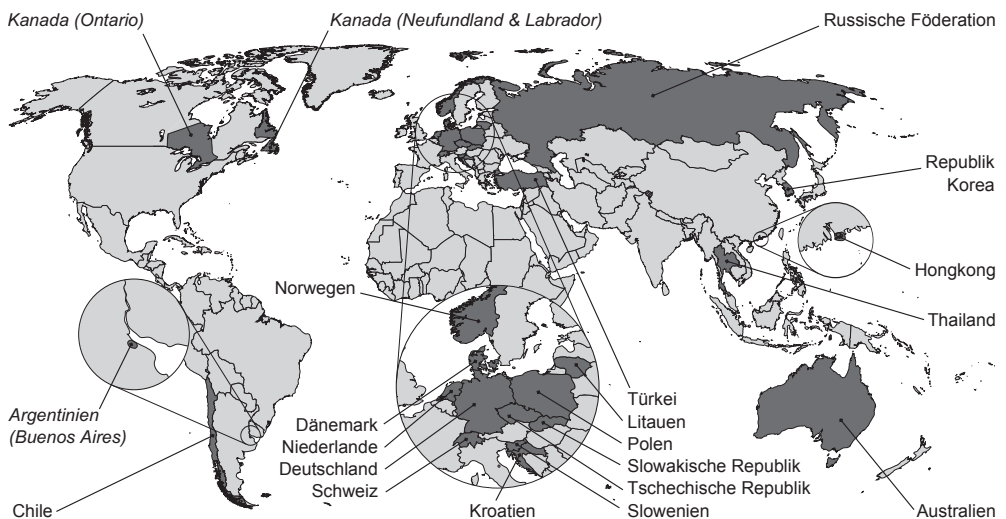 Kanada (Ontario)
Kanada (Neufundland & Labrador)
Russische Föderation
Republik
Korea
Hongkong
Thailand
Norwegen
Argentinien
(Buenos Aires)
Chile
Dänemark
Niederlande
Deutschland
Schweiz
Kroatien
Türkei
Litauen
Polen
Slowakische Republik
Tschechische Republik
Slowenien
Australien